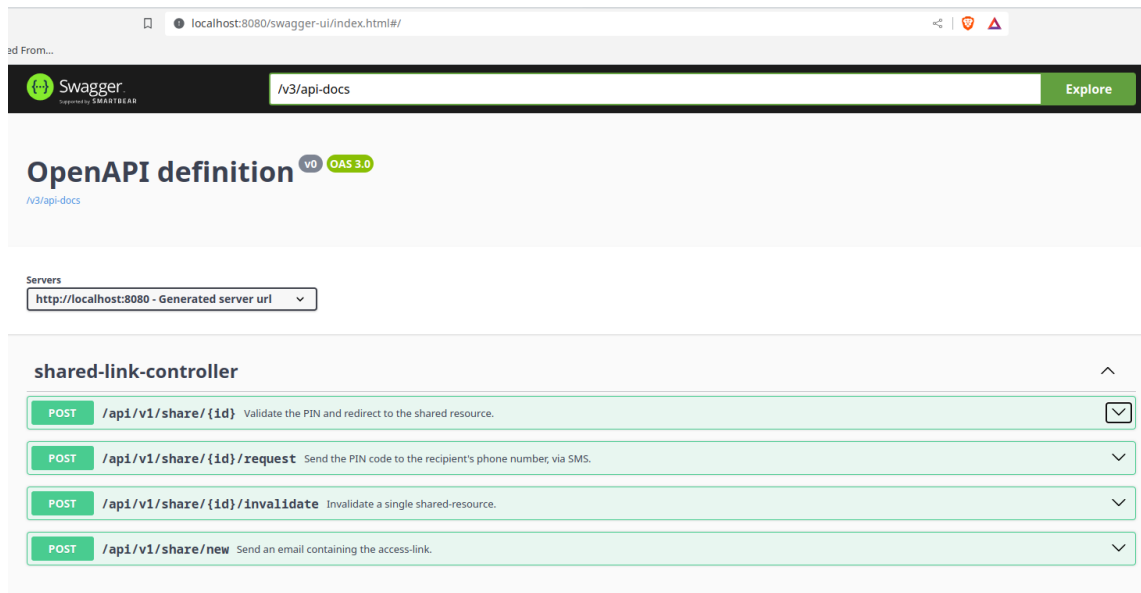 localhost:8080/swagger-ui/index.html#/
ed From...
Swagger.
Supported by SMARTBEAR
/v3/api-docs
Explore
OpenAPI definition v0 OAS 3.0
/v3/api-docs
Servers
http://localhost:8080 - Generated server url
shared-link-controller
POST /api/v1/share/{id} Validate the PIN and redirect to the shared resource.
POST /api/v1/share/{id}/request Send the PIN code to the recipient's phone number, via SMS.
POST /api/v1/share/{id}/invalidate Invalidate a single shared-resource.
POST /api/v1/share/new Send an email containing the access-link.